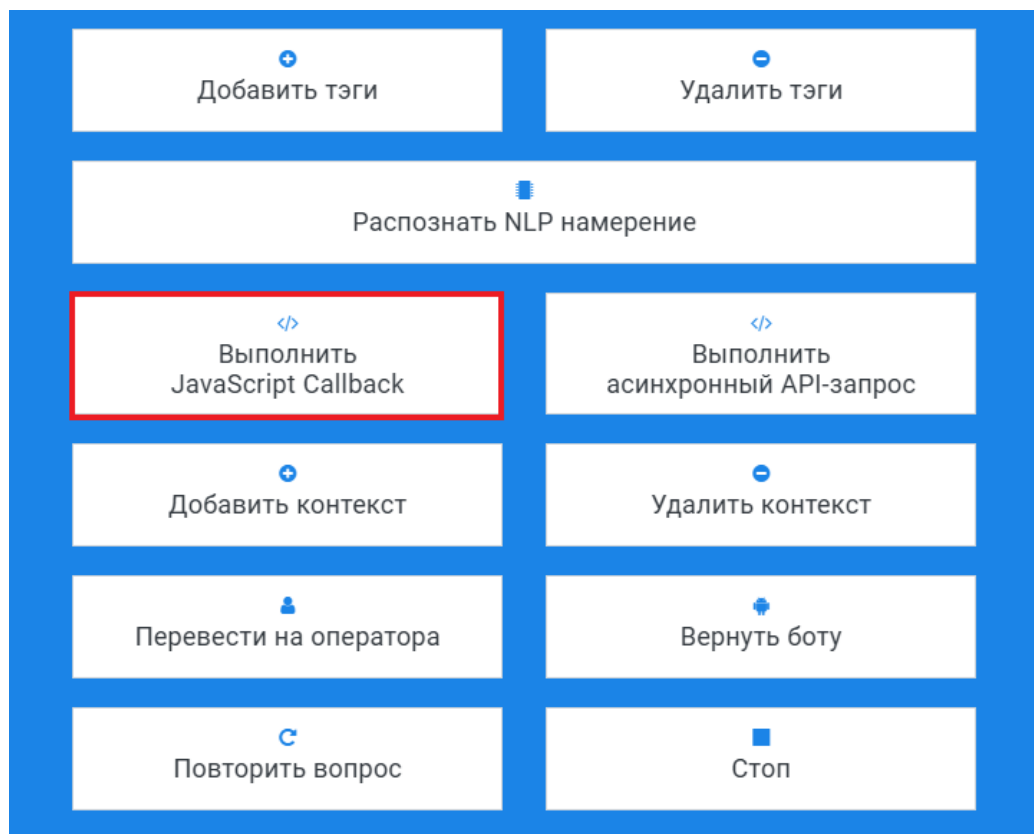 Добавить тэги
Удалить тэги
Распознать NLP намерение
Выполнить
JavaScript Callback
Выполнить
асинхронный API-запрос
Добавить контекст
Удалить контекст
Перевести на оператора
Вернуть боту
Повторить вопрос
Стоп